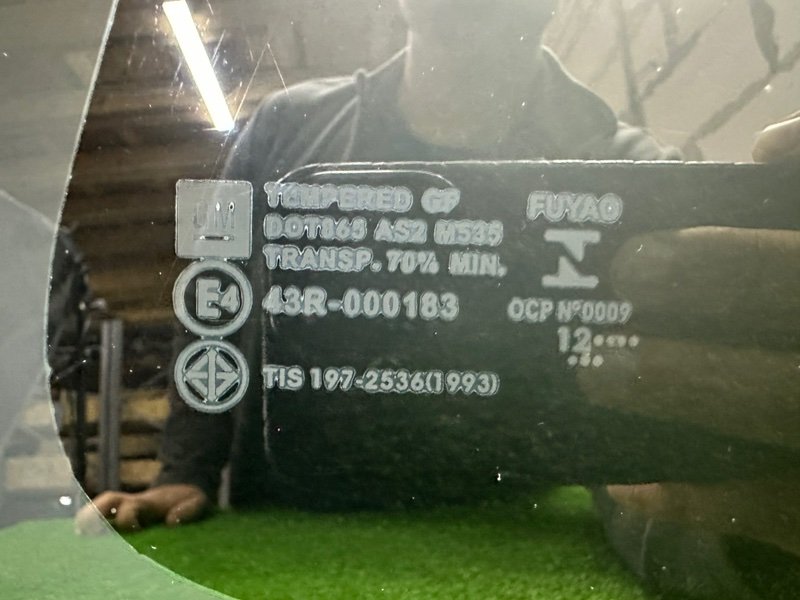 GM
TEMPERED GP
DOT865 AS2 M535
TRANSP. 70% MIN.
E4 43R-000183
TIS 197-2536(1993)
FUYAO
OCP Nº0009
12